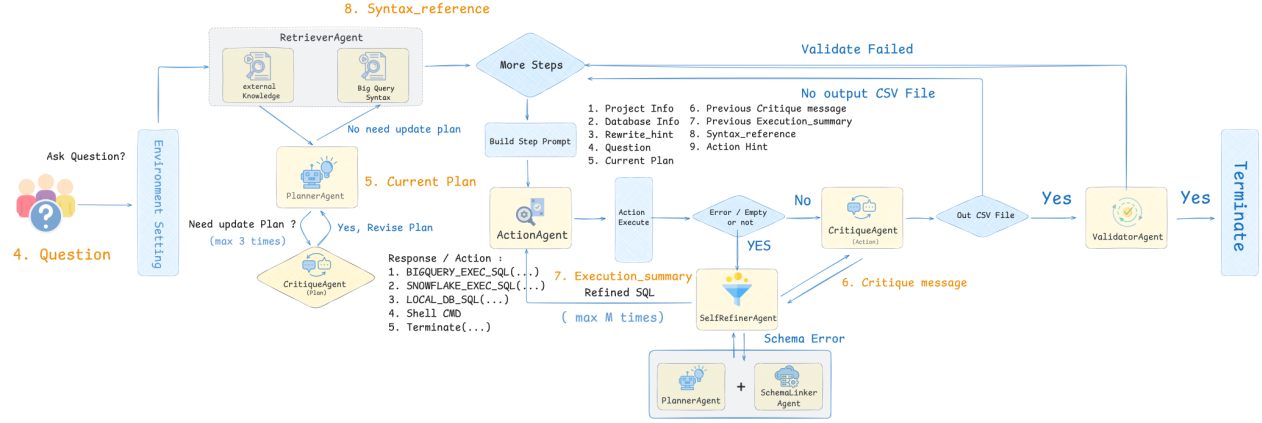 8. Syntax_reference
RetrieverAgent
external
Knowledge
Big Query
Syntax
More Steps
Validate Failed
No output CSV File
1. Project Info
2. Database Info
3. Rewrite_hint
4. Question
5. Current Plan
6. Previous Critique message
7. Previous Execution_summary
8. Syntax_reference
9. Action Hint
No need update plan
Build Step Prompt
Ask Question?
Environment Setting
PlannerAgent
5. Current Plan
4. Question
Need update Plan ?
(max 3 times)
Yes, Revise Plan
CritiqueAgent
(Plan)
ActionAgent
Action
Execute
Error / Empty
or not
No
YES
CritiqueAgent
(Action)
Out CSV File
Yes
ValidatorAgent
Yes
Terminate
Response / Action :
1. BIGQUERY_EXEC_SQL(...)
2. SNOWFLAKE_EXEC_SQL(...)
3. LOCAL_DB_SQL(...)
4. Shell CMD
5. Terminate(...)
7. Execution_summary
Refined SQL
( max M times)
SelfRefinerAgent
6. Critique message
Schema Error
PlannerAgent
+
SchemaLinker
Agent